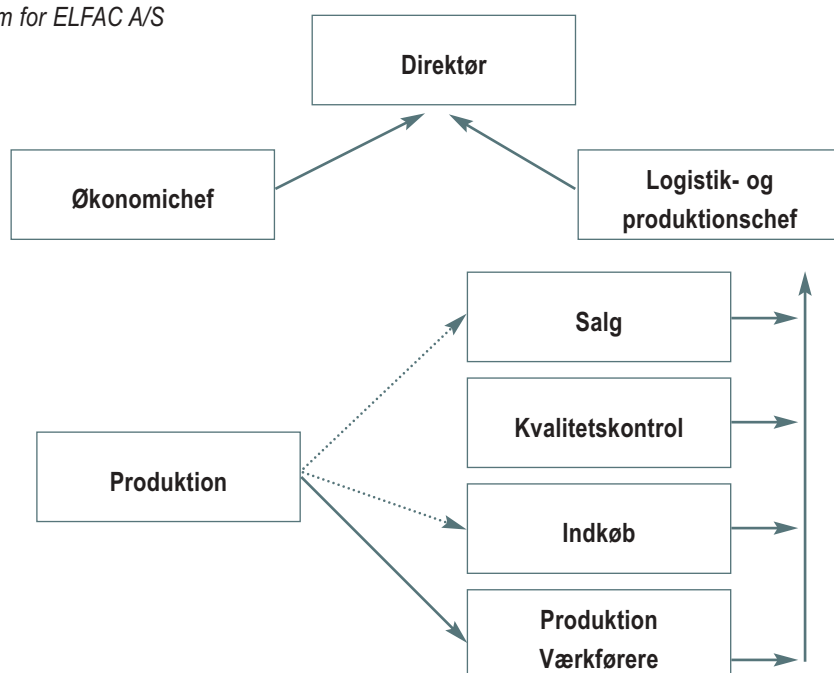 for ELFAC A/S
Direktør
Økonomichef
Logistik- og
produktionschef
Salg
Kvalitetskontrol
Produktion
Indkøb
Produktion
Værkførere